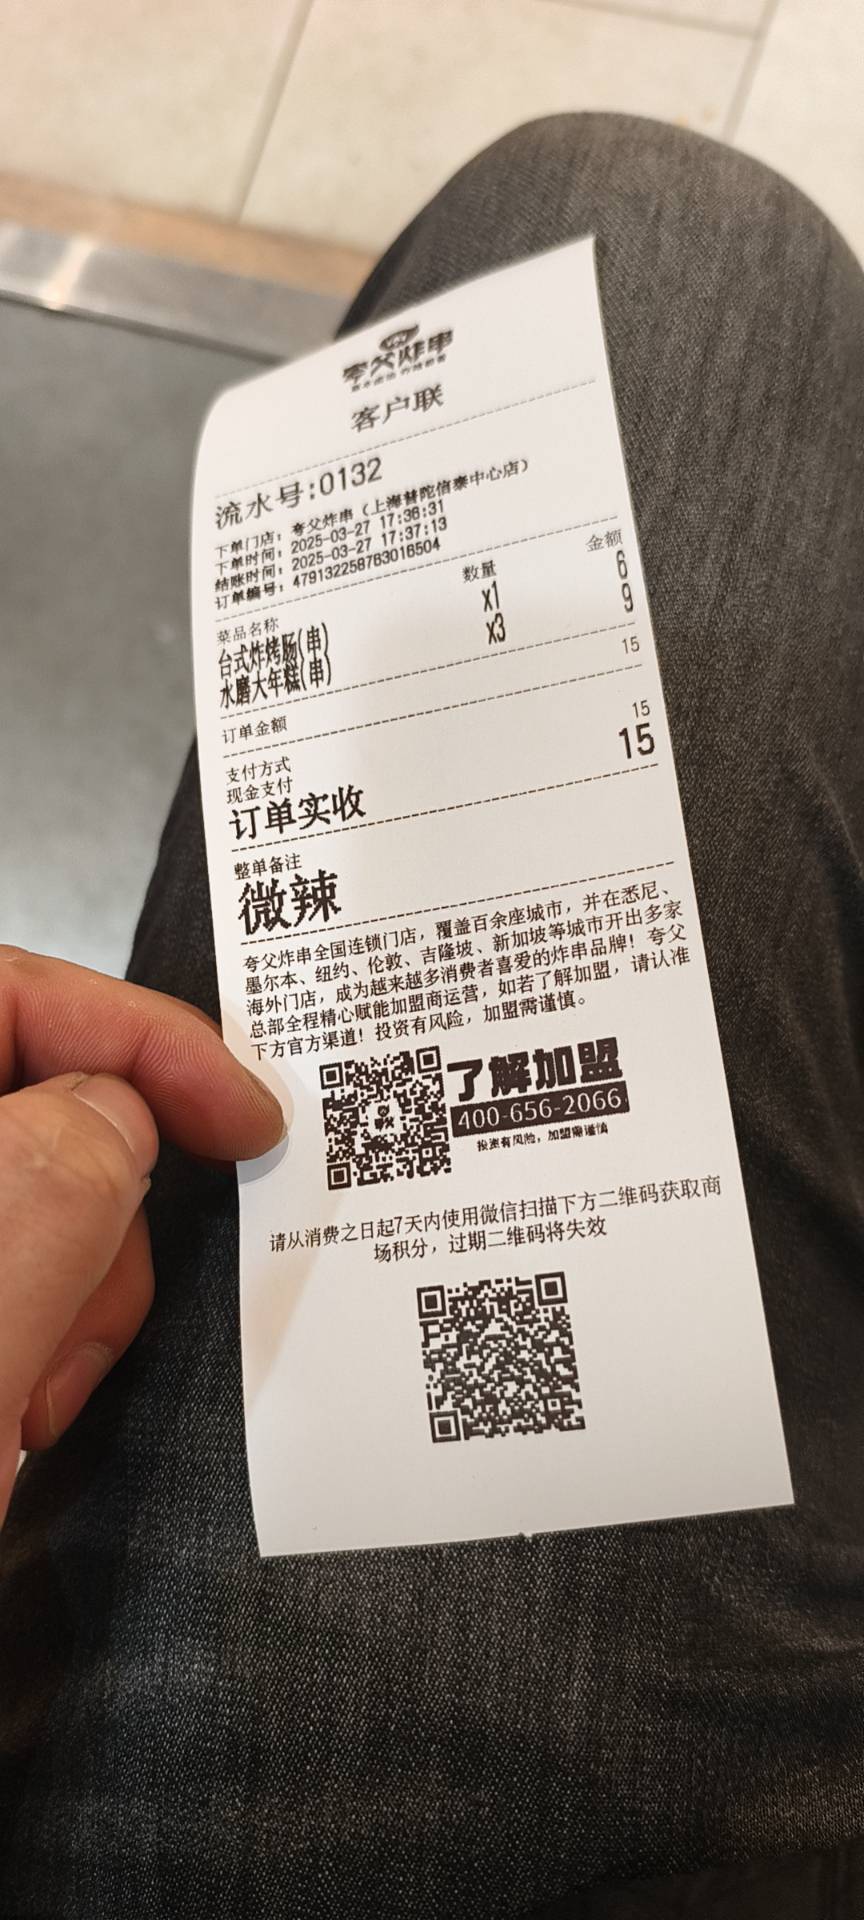 夸父炸串
客户联
流水号:0132
下单门店: 夸父炸串(上海普陀信泰中心店)
下单时间: 2025-03-27 17:36:31
结账时间: 2025-03-27 17:37:13
订单编号: 479132258763016504
菜品名称 数量 金额
台式炸烤肠(串) x1 6
水磨大年糕(串) x3 9
订单金额 15
支付方式
现金支付 15
订单实收 15
整单备注
微辣
夸父炸串全国连锁门店，覆盖百余座城市，并在悉尼、
墨尔本、纽约、伦敦、吉隆坡、新加坡等城市开出多家
海外门店，成为越来越多消费者喜爱的炸串品牌！夸父
总部全程精心赋能加盟商运营，如若了解加盟，请认准
下方官方渠道！投资有风险，加盟需谨慎。
了解加盟
400-656-2066
投资有风险，加盟需谨慎
请从消费之日起7天内使用微信扫描下方二维码获取商
场积分，过期二维码将失效